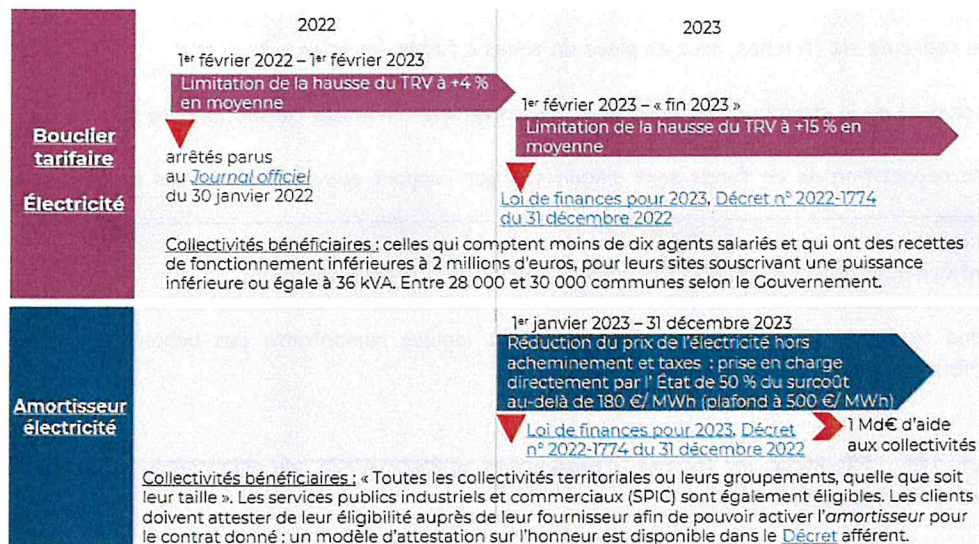 2022
2023
1er février 2022 – 1er février 2023
Limitation de la hausse du TRV à +4 %
en moyenne
1er février 2023 – « fin 2023 »
Limitation de la hausse du TRV à +15 % en
moyenne
Bouclier
tarifaire
Électricité
arrêtés parus
au Journal officiel
du 30 janvier 2022
Loi de finances pour 2023, Décret n° 2022-1774
du 31 décembre 2022
Collectivités bénéficiaires : celles qui comptent moins de dix agents salariés et qui ont des recettes
de fonctionnement inférieures à 2 millions d'euros, pour leurs sites souscrivant une puissance
inférieure ou égale à 36 kVA. Entre 28 000 et 30 000 communes selon le Gouvernement.
1er janvier 2023 – 31 décembre 2023
Réduction du prix de l'électricité hors
acheminement et taxes : prise en charge
directement par l' État de 50 % du surcoût
au-delà de 180 €/ MWh (plafond à 500 €/ MWh)
Amortisseur
électricité
Loi de finances pour 2023, Décret
n° 2022-1774 du 31 décembre 2022
1 Md€ d'aide
aux collectivités
Collectivités bénéficiaires : « Toutes les collectivités territoriales ou leurs groupements, quelle que soit
leur taille ». Les services publics industriels et commerciaux (SPIC) sont également éligibles. Les clients
doivent attester de leur éligibilité auprès de leur fournisseur afin de pouvoir activer l'amortisseur pour
le contrat donné ; un modèle d'attestation sur l'honneur est disponible dans le Décret afférent.